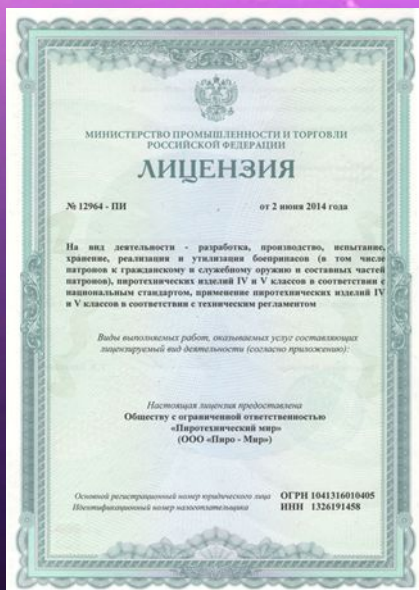 МИНИСТЕРСТВО ПРОМЫШЛЕННОСТИ И ТОРГОВЛИ
РОССИЙСКОЙ ФЕДЕРАЦИИ
ЛИЦЕНЗИЯ
№ 12964 - ПИ от 2 июня 2014 года
На вид деятельности - разработка, производство, испытание,
хранение, реализация и утилизация боеприпасов (в том числе
патронов к гражданскому и служебному оружию и составных частей
патронов), пиротехнических изделий IV и V классов в соответствии с
национальным стандартом, применение пиротехнических изделий IV
и V классов в соответствии с техническим регламентом
Виды выполняемых работ, оказываемых услуг составляющих
лицензируемый вид деятельности (согласно приложению):
Настоящая лицензия предоставлена
Обществу с ограниченной ответственностью
«Пиротехнический мир»
(ООО «Пиро - Мир»)
Основной регистрационный номер юридического лица ОГРН 1041316010405
Идентификационный номер налогоплательщика ИНН 1326191458